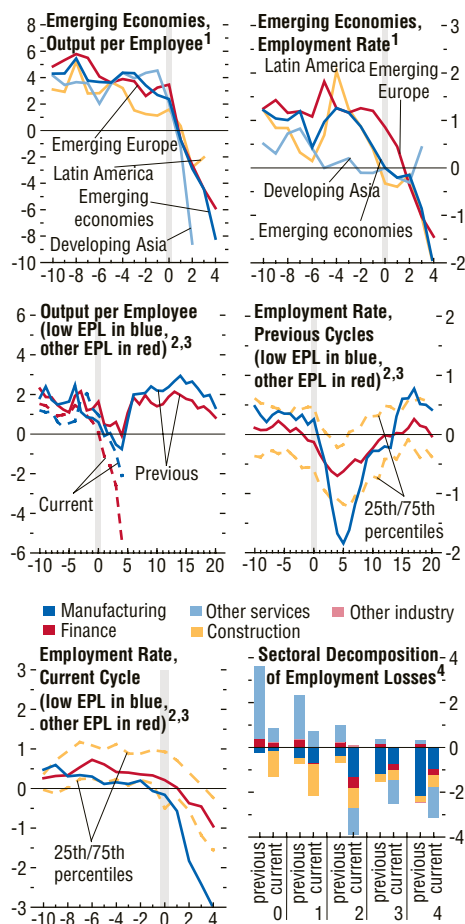 Emerging Economies,
Output per Employee1
8
6
4
2
0
-2
-4
-6
-8
-10
Emerging Europe
Latin America
Emerging
economies
Developing Asia
-10 -8 -6 -4 -2 0 2 4
Emerging Economies,
Employment Rate1
3
2
1
0
-1
-2
Latin America
Emerging
Europe
Developing Asia
Emerging economies
-10 -8 -6 -4 -2 0 2 4
Output per Employee
(low EPL in blue,
other EPL in red) 2,3
6
4
2
0
-2
-4
-6
Current
Previous
-10 -5 0 5 10 15 20
Employment Rate,
Previous Cycles
(low EPL in blue,
other EPL in red) 2,3
2
1
0
-1
-2
25th/75th
percentiles
-10 -5 0 5 10 15 20
Manufacturing
Other services
Other industry
Finance
Construction
Employment Rate,
Current Cycle
(low EPL in blue,
other EPL in red) 2,3
3
2
1
0
-1
-2
-3
25th/75th
percentiles
-10 -8 -6 -4 -2 0 2 4
Sectoral Decomposition
of Employment Losses4
4
2
0
-2
-4
previous
current
previous
current
previous
current
previous
current
previous
current
0 1 2 3 4